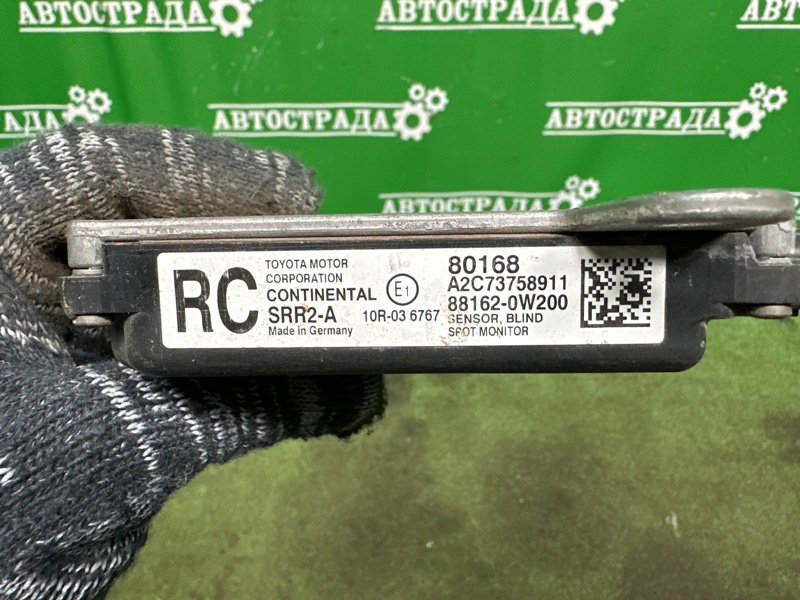 АВТОСТРАДА
АВТОСТРАДА
АВТОСТРАДА
АДА
АВТОСТРАДА
АВТОСТРАДА
АВТОСТРАДА
RC
TOYOTA MOTOR
CORPORATION
CONTINENTAL
SRR2-A
Made in Germany
E1
10R-03 6767
80168
A2C73758911
88162-0W200
SENSOR, BLIND
SPOT MONITOR